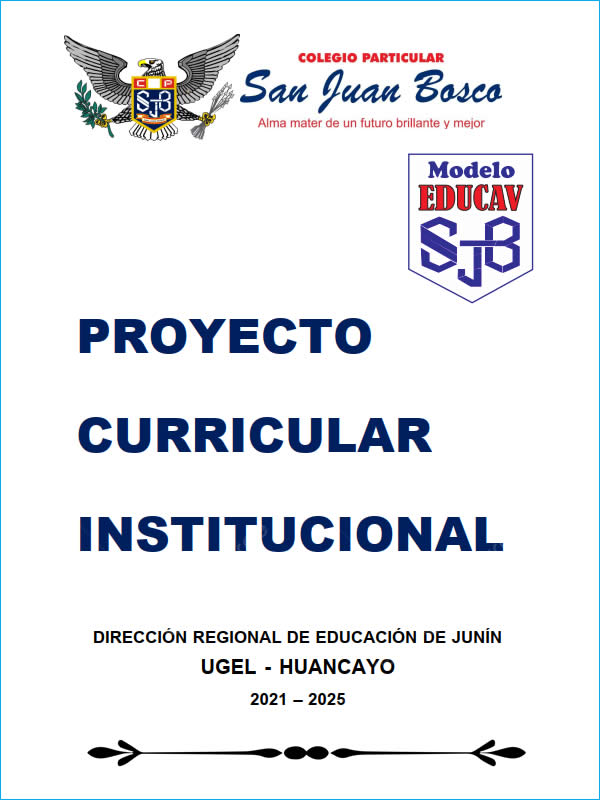 COLEGIO PARTICULAR
San Juan Bosco
Alma mater de un futuro brillante y mejor
C P
SJB
Modelo
EDUCAV
SJB
PROYECTO
CURRICULAR
INSTITUCIONAL
DIRECCIÓN REGIONAL DE EDUCACIÓN DE JUNÍN
UGEL - HUANCAYO
2021 – 2025